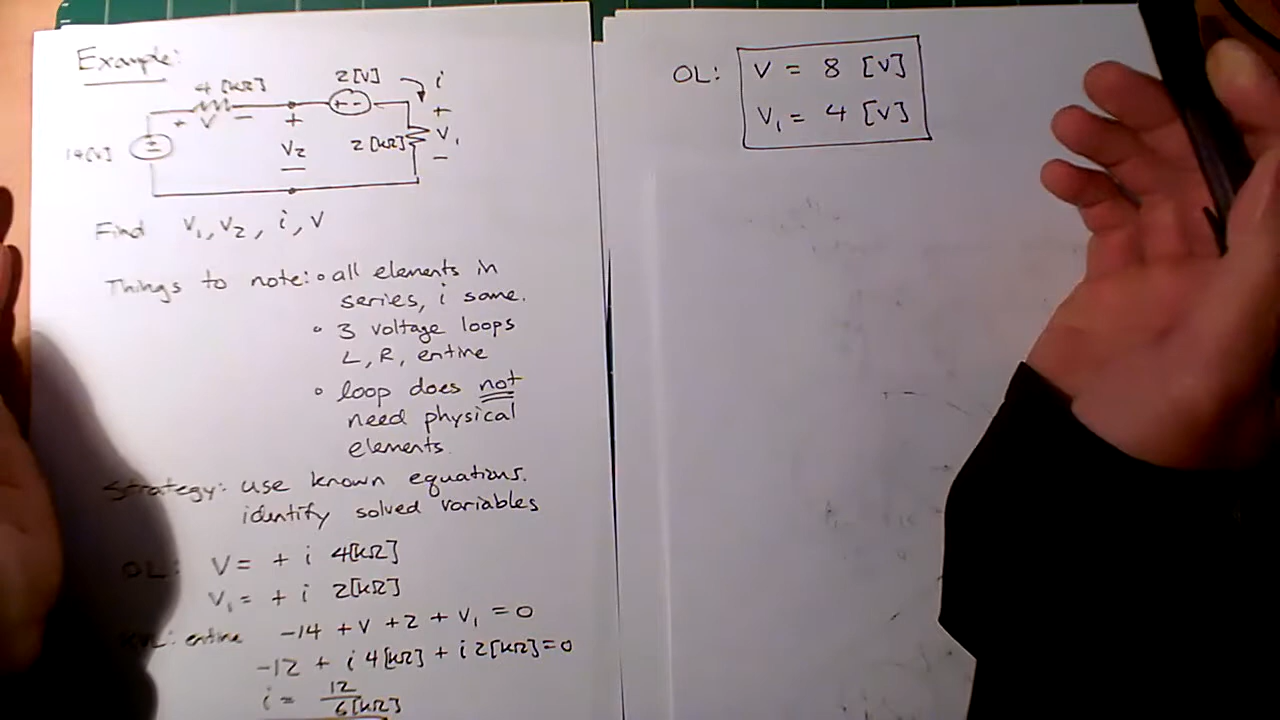 Example:
4 [kΩ]
2 [V]
i
+ V -
+
V2
-
2 [kΩ]
+
V1
-
14 [V]
Find V1, V2, i, V
Things to note: • all elements in
series, i same.
• 3 voltage loops
L, R, entire
• loop does not
need physical
elements.
Strategy: use known equations.
identify solved variables
OL: V = + i 4[kΩ]
V1 = + i 2[kΩ]
KVL: entire -14 + V + 2 + V1 = 0
-12 + i 4[kΩ] + i 2[kΩ] = 0
i = 12 / 6[kΩ]
OL: V = 8 [V]
V1 = 4 [V]